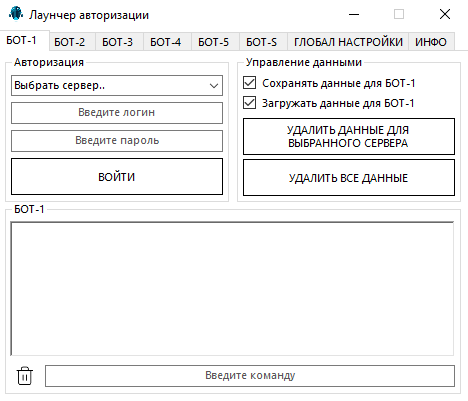 Лаунчер авторизации
БОТ-1 БОТ-2 БОТ-3 БОТ-4 БОТ-5 БОТ-S ГЛОБАЛ НАСТРОЙКИ ИНФО
Авторизация
Выбрать сервер..
Введите логин
Введите пароль
ВОЙТИ
Управление данными
Сохранять данные для БОТ-1
Загружать данные для БОТ-1
УДАЛИТЬ ДАННЫЕ ДЛЯ
ВЫБРАННОГО СЕРВЕРА
УДАЛИТЬ ВСЕ ДАННЫЕ
БОТ-1
Введите команду